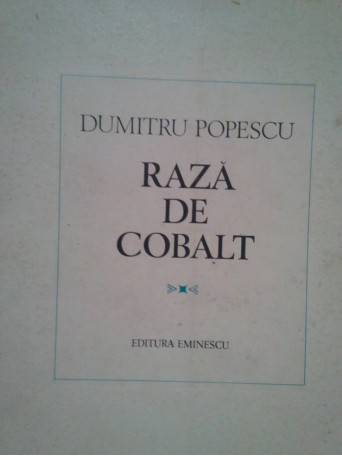 DUMITRU POPESCU
RAZĂ
DE
COBALT
EDITURA EMINESCU